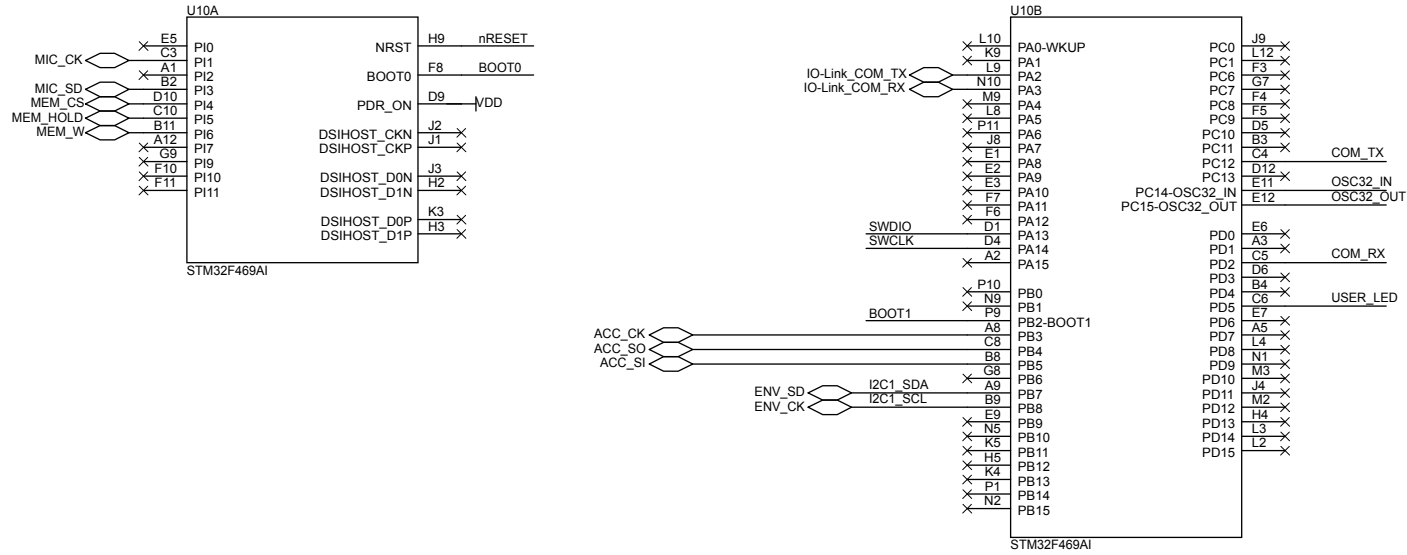 U10A
E5 PI0
MIC_CK C3 PI1
A1 PI2
MIC_SD B2 PI3
MEM_CS D10 PI4
MEM_HOLD C10 PI5
MEM_W B11 PI6
A12 PI7
G9 PI9
F10 PI10
F11 PI11
NRST H9 nRESET
BOOT0 F8 BOOT0
PDR_ON D9 VDD
DSIHOST_CKN J2
DSIHOST_CKP J1
DSIHOST_D0N J3
DSIHOST_D1N H2
DSIHOST_D0P K3
DSIHOST_D1P H3
STM32F469AI
U10B
L10 PA0-WKUP
K9 PA1
IO-Link_COM_TX L9 PA2
IO-Link_COM_RX N10 PA3
M9 PA4
L8 PA5
P11 PA6
J8 PA7
E1 PA8
E2 PA9
E3 PA10
F7 PA11
F6 PA12
SWDIO D1 PA13
SWCLK D4 PA14
A2 PA15
P10 PB0
N9 PB1
BOOT1 P9 PB2-BOOT1
ACC_CK A8 PB3
ACC_SO C8 PB4
ACC_SI B8 PB5
G8 PB6
ENV_SD I2C1_SDA A9 PB7
ENV_CK I2C1_SCL B9 PB8
E9 PB9
N5 PB10
K5 PB11
H5 PB12
K4 PB13
P1 PB14
N2 PB15
PC0 J9
PC1 L12
PC6 F3
PC7 G7
PC8 F4
PC9 F5
PC10 D5
PC11 B3
PC12 C4 COM_TX
PC13 D12
PC14-OSC32_IN E11 OSC32_IN
PC15-OSC32_OUT E12 OSC32_OUT
PD0 E6
PD1 A3
PD2 C5 COM_RX
PD3 D6
PD4 B4
PD5 C6 USER_LED
PD6 E7
PD7 A5
PD8 L4
PD9 N1
PD10 M3
PD11 J4
PD12 M2
PD13 H4
PD14 L3
PD15 L2
STM32F469AI